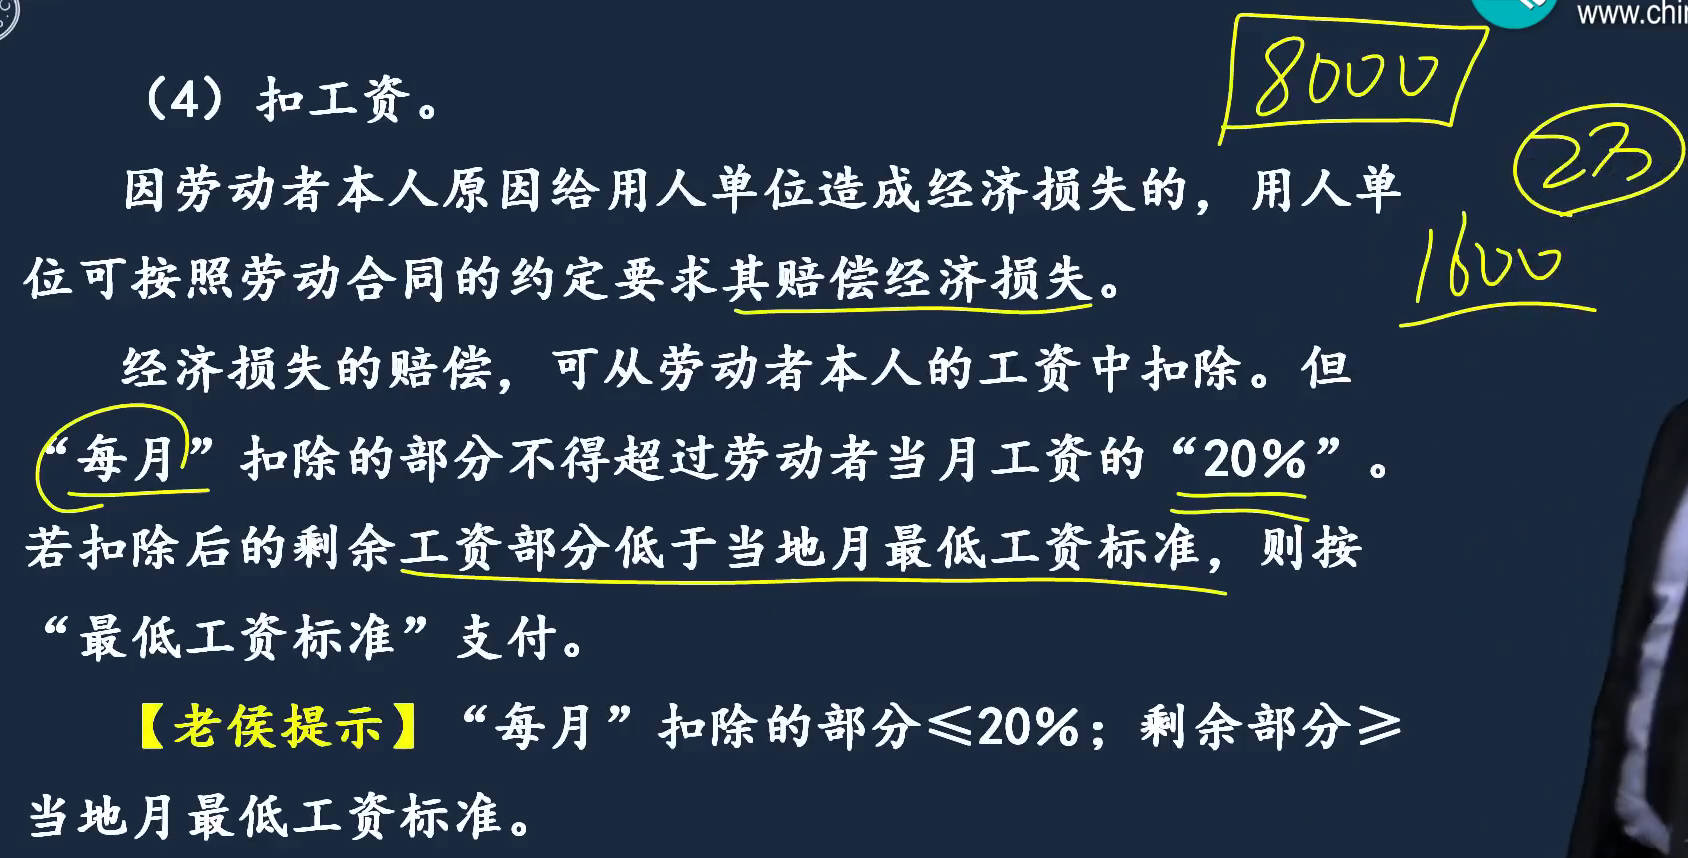 www.chi
8000
（4）扣工资。
2万
因劳动者本人原因给用人单位造成经济损失的，用人单
1600
位可按照劳动合同的约定要求其赔偿经济损失。
经济损失的赔偿，可从劳动者本人的工资中扣除。但
“每月”扣除的部分不得超过劳动者当月工资的“20%”。
若扣除后的剩余工资部分低于当地月最低工资标准，则按
“最低工资标准”支付。
【老侯提示】“每月”扣除的部分≤20%；剩余部分≥
当地月最低工资标准。